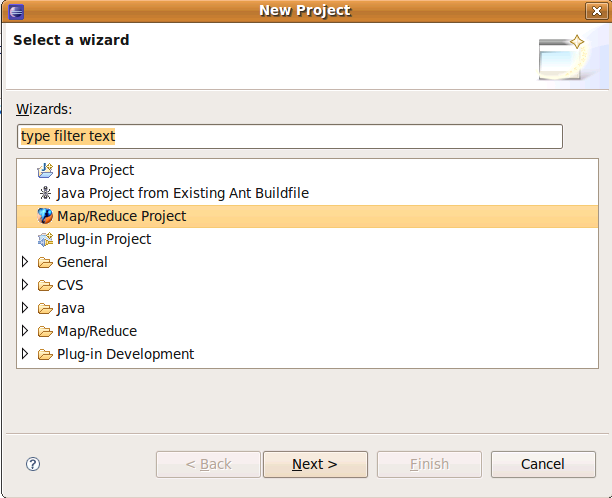 New Project
Select a wizard
Wizards:
type filter text
Java Project
Java Project from Existing Ant Buildfile
Map/Reduce Project
Plug-in Project
General
CVS
Java
Map/Reduce
Plug-in Development
? < Back Next > Finish Cancel